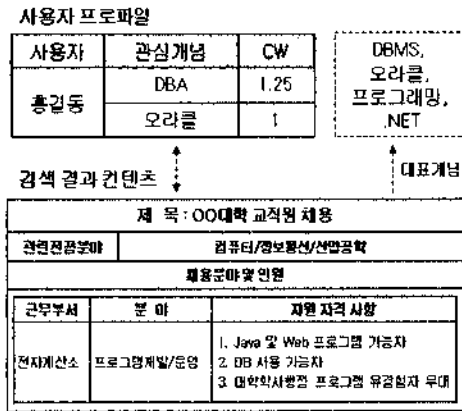 사용자 프로파일
사용자 관심개념 CW
홍길동 DBA 1.25
오라클 1
DBMS,
오라클,
프로그래밍,
.NET
검색 결과 컨텐츠
대표개념
제 목 : OO대학 교직원 채용
관련전공분야 컴퓨터/정보통신/산업공학
채용분야 및 인원
근무부서 분 야 지원 자격 사항
전자계산소 프로그램개발/운영
1. Java 및 Web 프로그램 가능자
2. DB 사용 가능자
3. 대학학사행정 프로그램 유경험자 우대